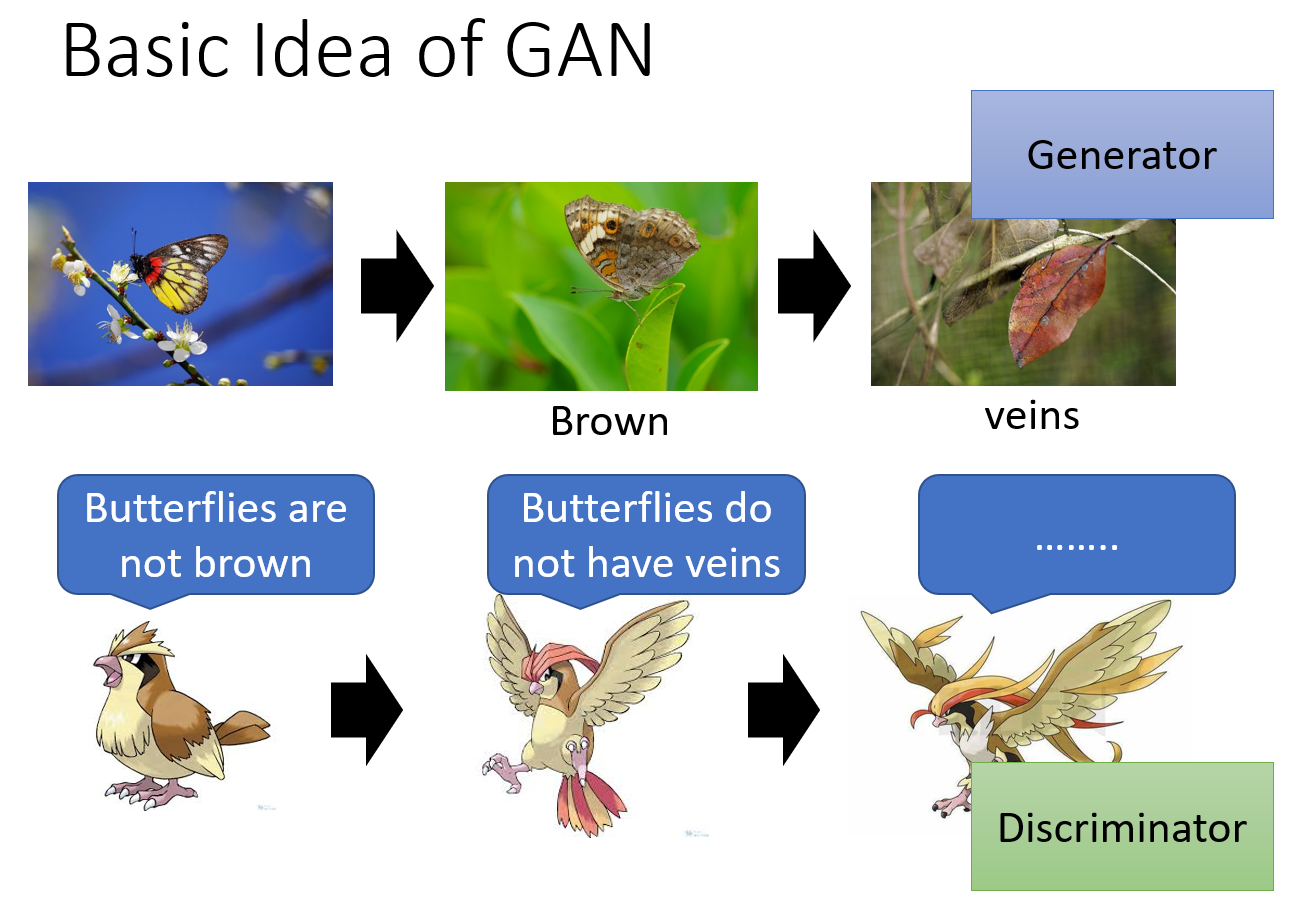 Basic Idea of GAN
Generator
Brown
veins
Butterflies are
not brown
Butterflies do
not have veins
........
Discriminator